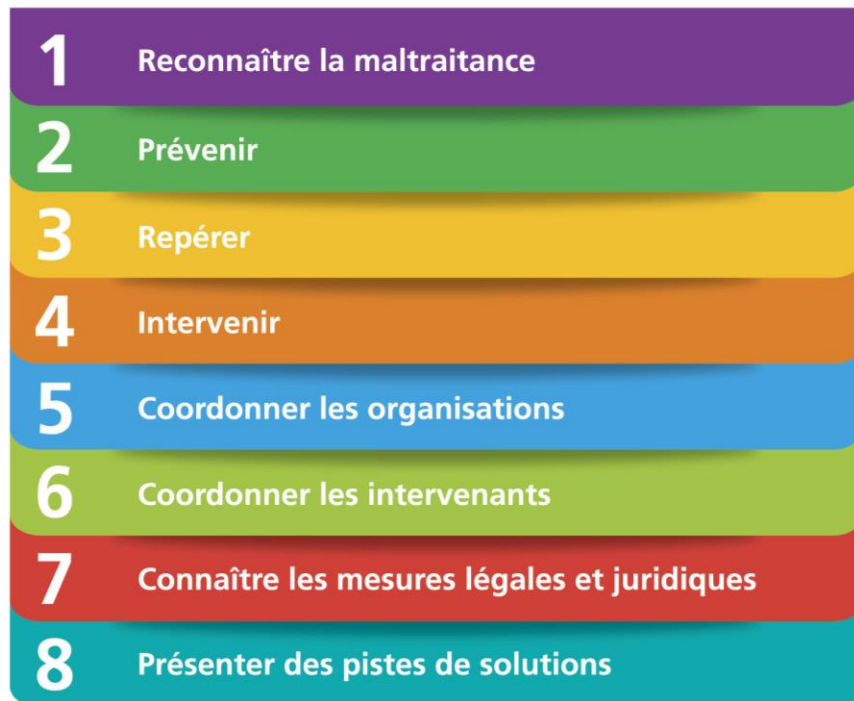 1 Reconnaître la maltraitance
2 Prévenir
3 Repérer
4 Intervenir
5 Coordonner les organisations
6 Coordonner les intervenants
7 Connaître les mesures légales et juridiques
8 Présenter des pistes de solutions